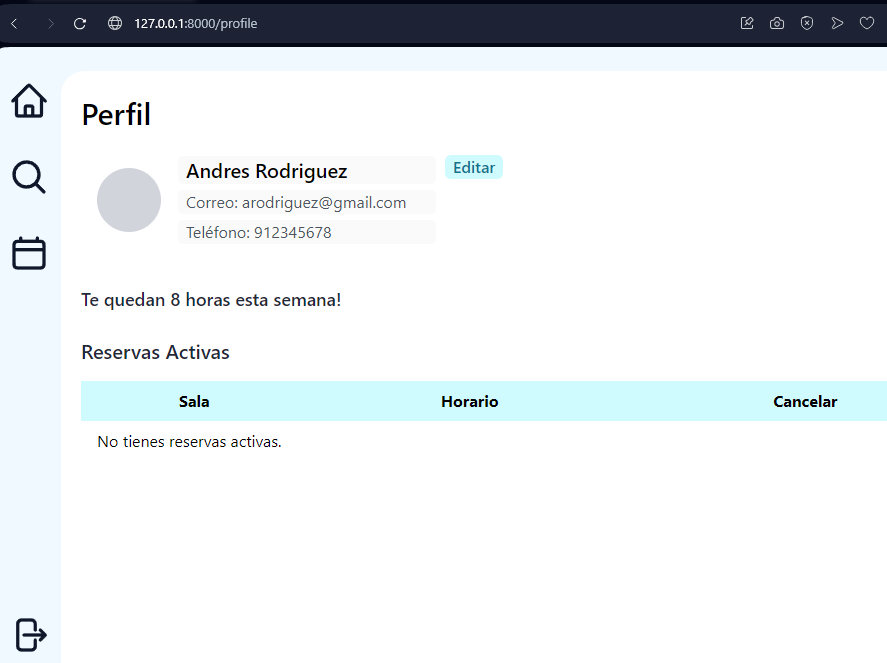 127.0.0.1:8000/profile
Perfil
Andres Rodriguez
Editar
Correo: arodriguez@gmail.com
Teléfono: 912345678
Te quedan 8 horas esta semana!
Reservas Activas
Sala Horario Cancelar
No tienes reservas activas.